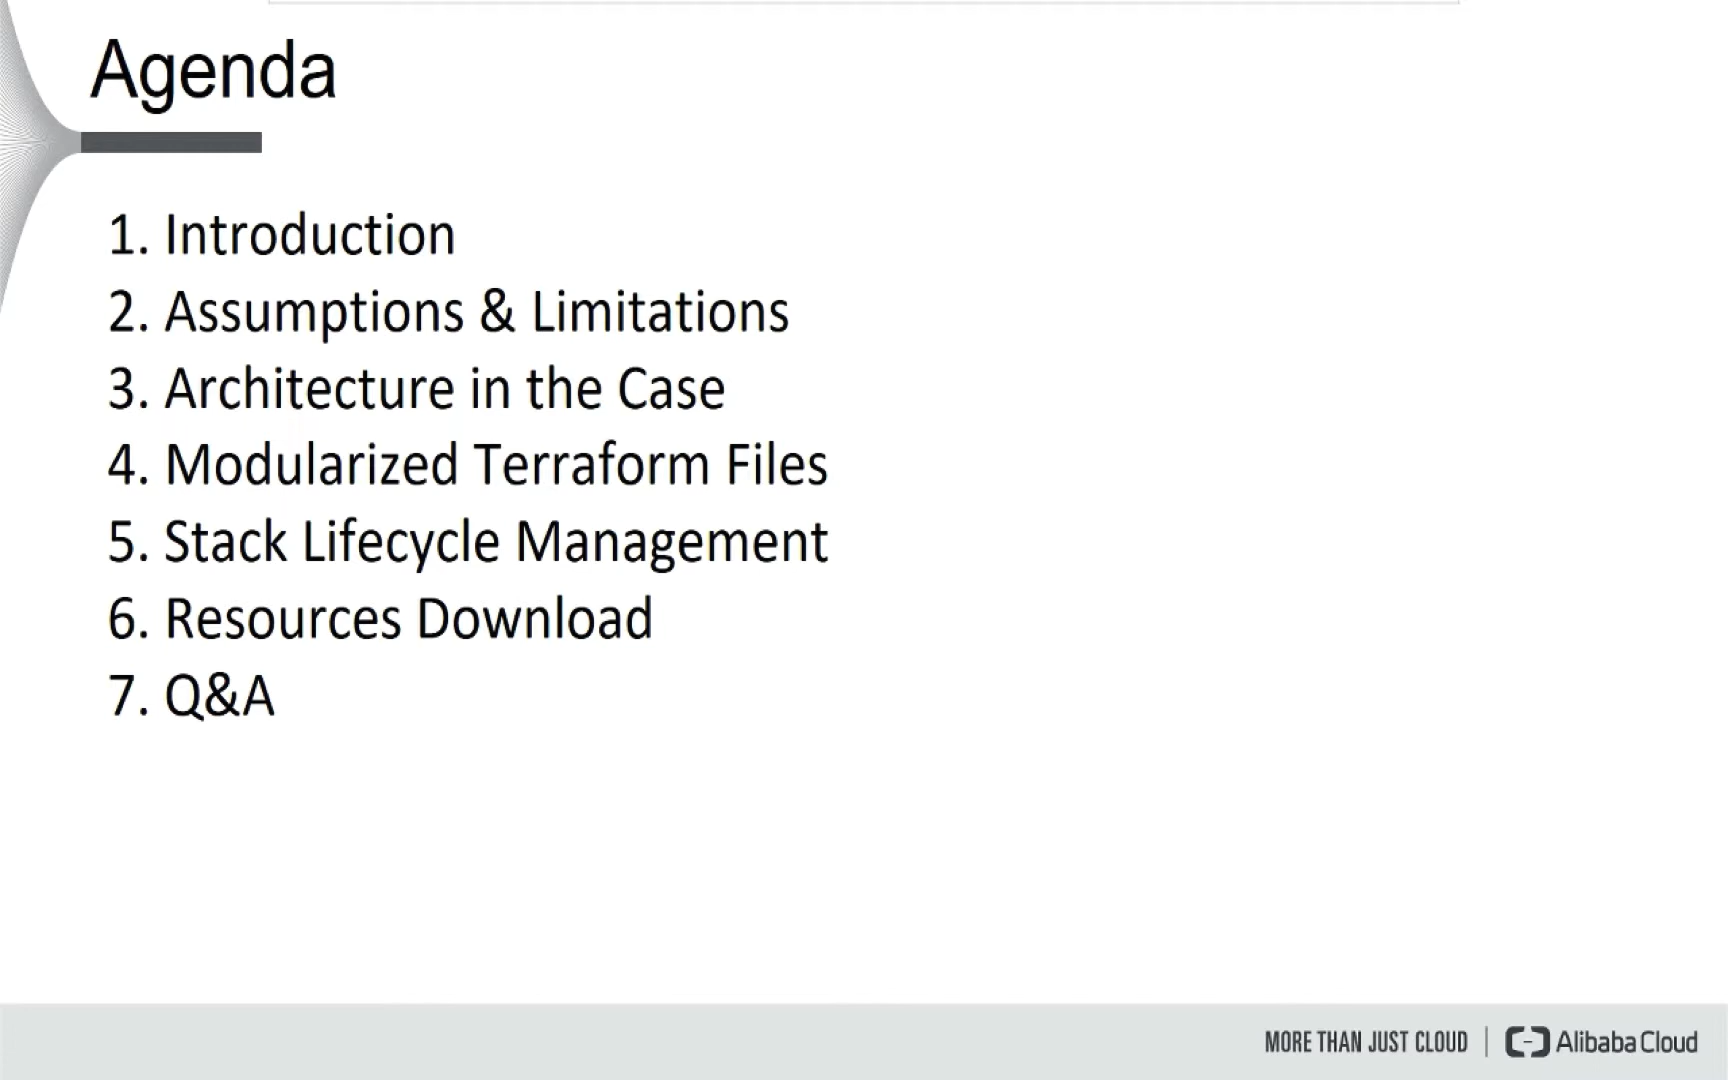 Agenda
1. Introduction
2. Assumptions & Limitations
3. Architecture in the Case
4. Modularized Terraform Files
5. Stack Lifecycle Management
6. Resources Download
7. Q&A
MORE THAN JUST CLOUD | Alibaba Cloud